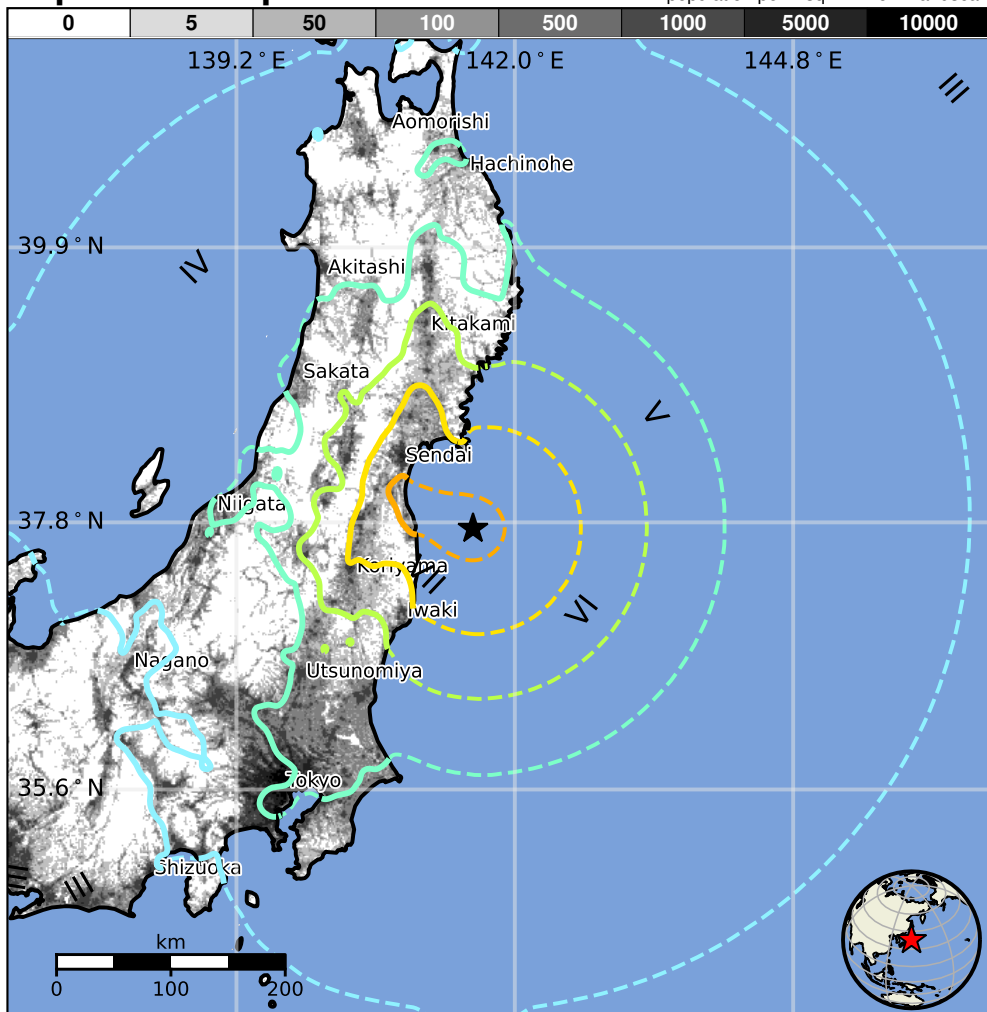 0 5 50 100 500 1000 5000 10000
139.2°E 142.0°E 144.8°E
III
Aomorishi
Hachinohe
39.9°N
IV
Akitashi
Kitakami
Sakata
V
Sendai
Niigata
37.8°N
Koriyama
Iwaki
VI
Nagano
Utsunomiya
Tokyo
35.6°N
Shizuoka
III
km
0 100 200